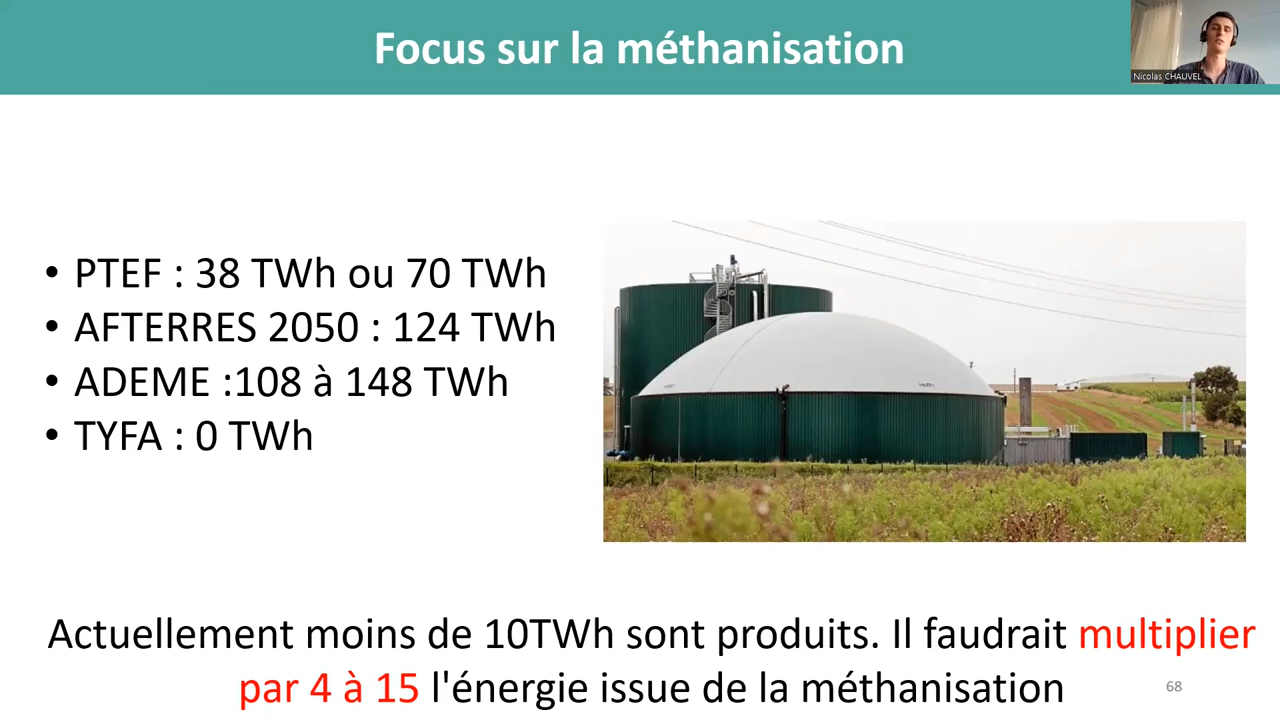 Focus sur la méthanisation
Nicolas CHAUVEL
• PTEF : 38 TWh ou 70 TWh
• AFTERRES 2050 : 124 TWh
• ADEME :108 à 148 TWh
• TYFA : 0 TWh
Actuellement moins de 10TWh sont produits. Il faudrait multiplier
par 4 à 15 l'énergie issue de la méthanisation
68